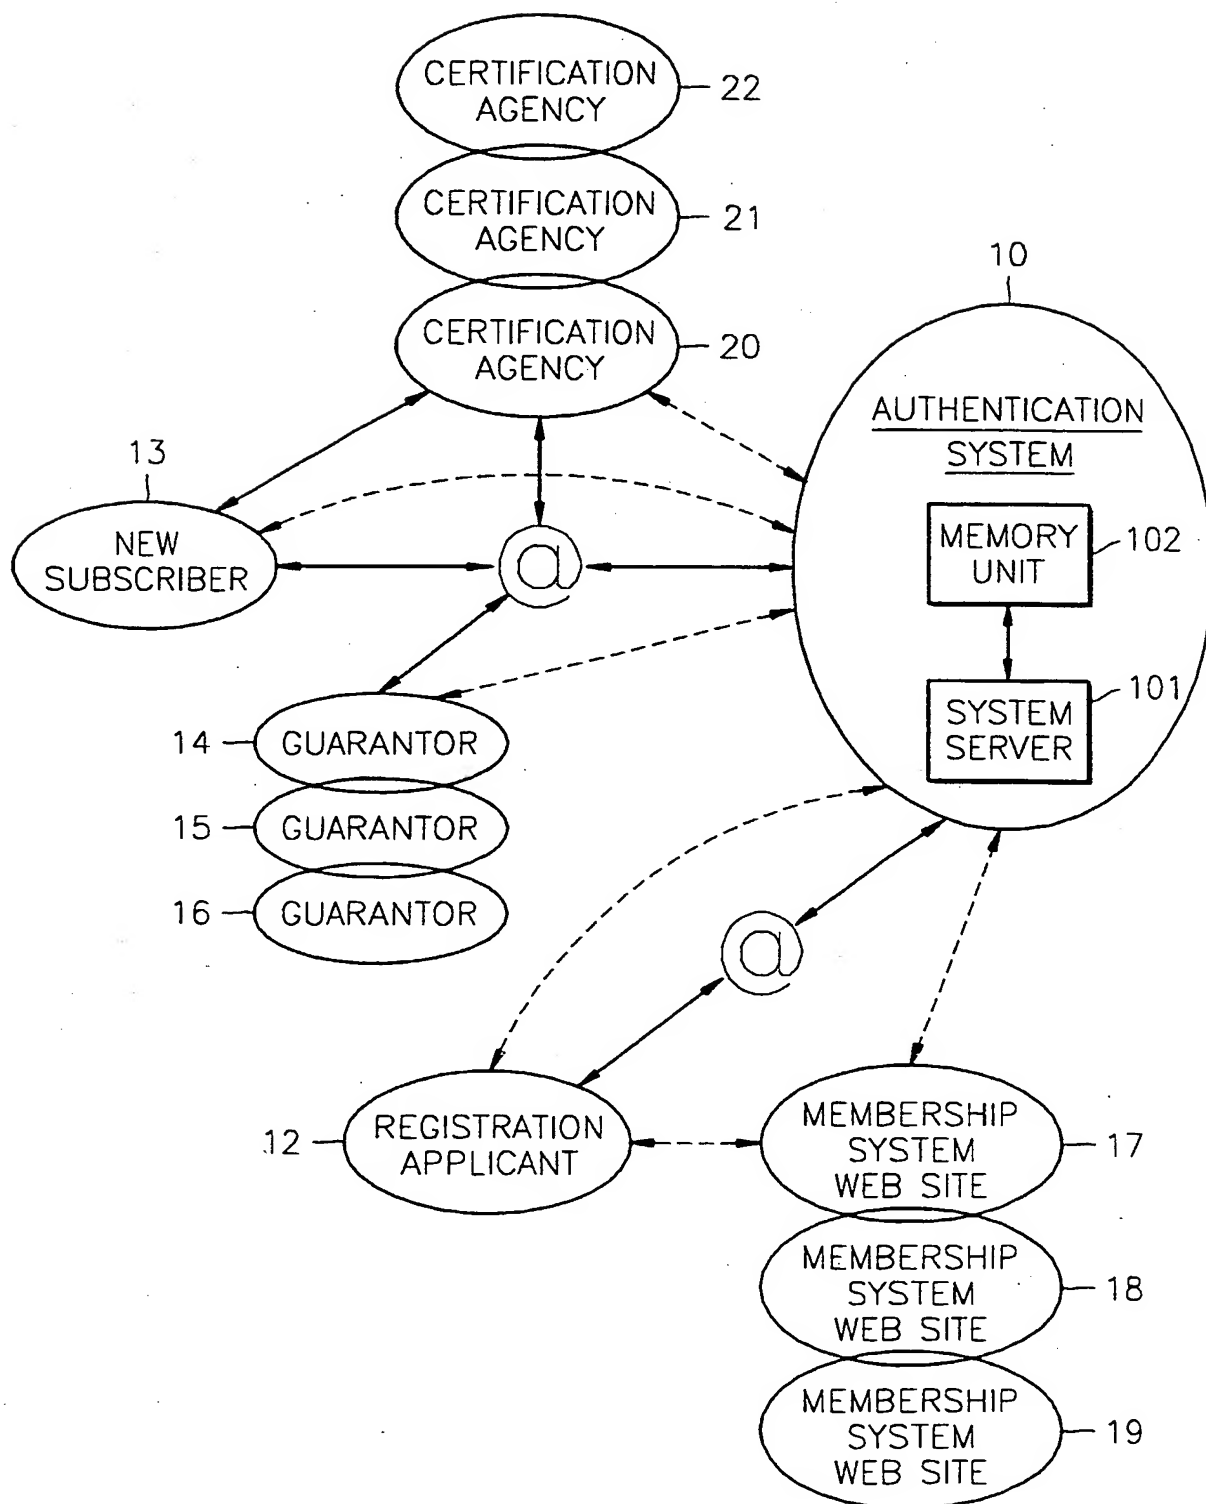 CERTIFICATION
AGENCY
22
CERTIFICATION
AGENCY
21
CERTIFICATION
AGENCY
20
10
AUTHENTICATION
SYSTEM
MEMORY
UNIT
102
SYSTEM
SERVER
101
13
NEW
SUBSCRIBER
@
14
GUARANTOR
15
GUARANTOR
16
GUARANTOR
@
12
REGISTRATION
APPLICANT
MEMBERSHIP
SYSTEM
WEB SITE
17
MEMBERSHIP
SYSTEM
WEB SITE
18
MEMBERSHIP
SYSTEM
WEB SITE
19